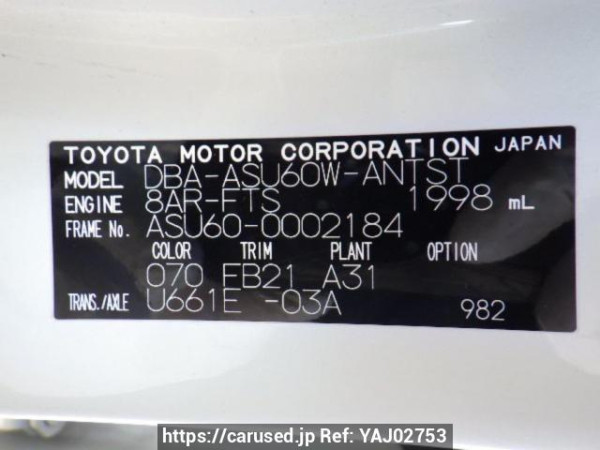 TOYOTA MOTOR CORPORATION JAPAN
MODEL DBA-ASU60W-ANTST
ENGINE 8AR-FTS 1998 mL
FRAME No. ASU60-0002184
COLOR TRIM PLANT OPTION
070 EB21 A31
TRANS./AXLE U661E -03A 982
https://carused.jp Ref: YAJ02753